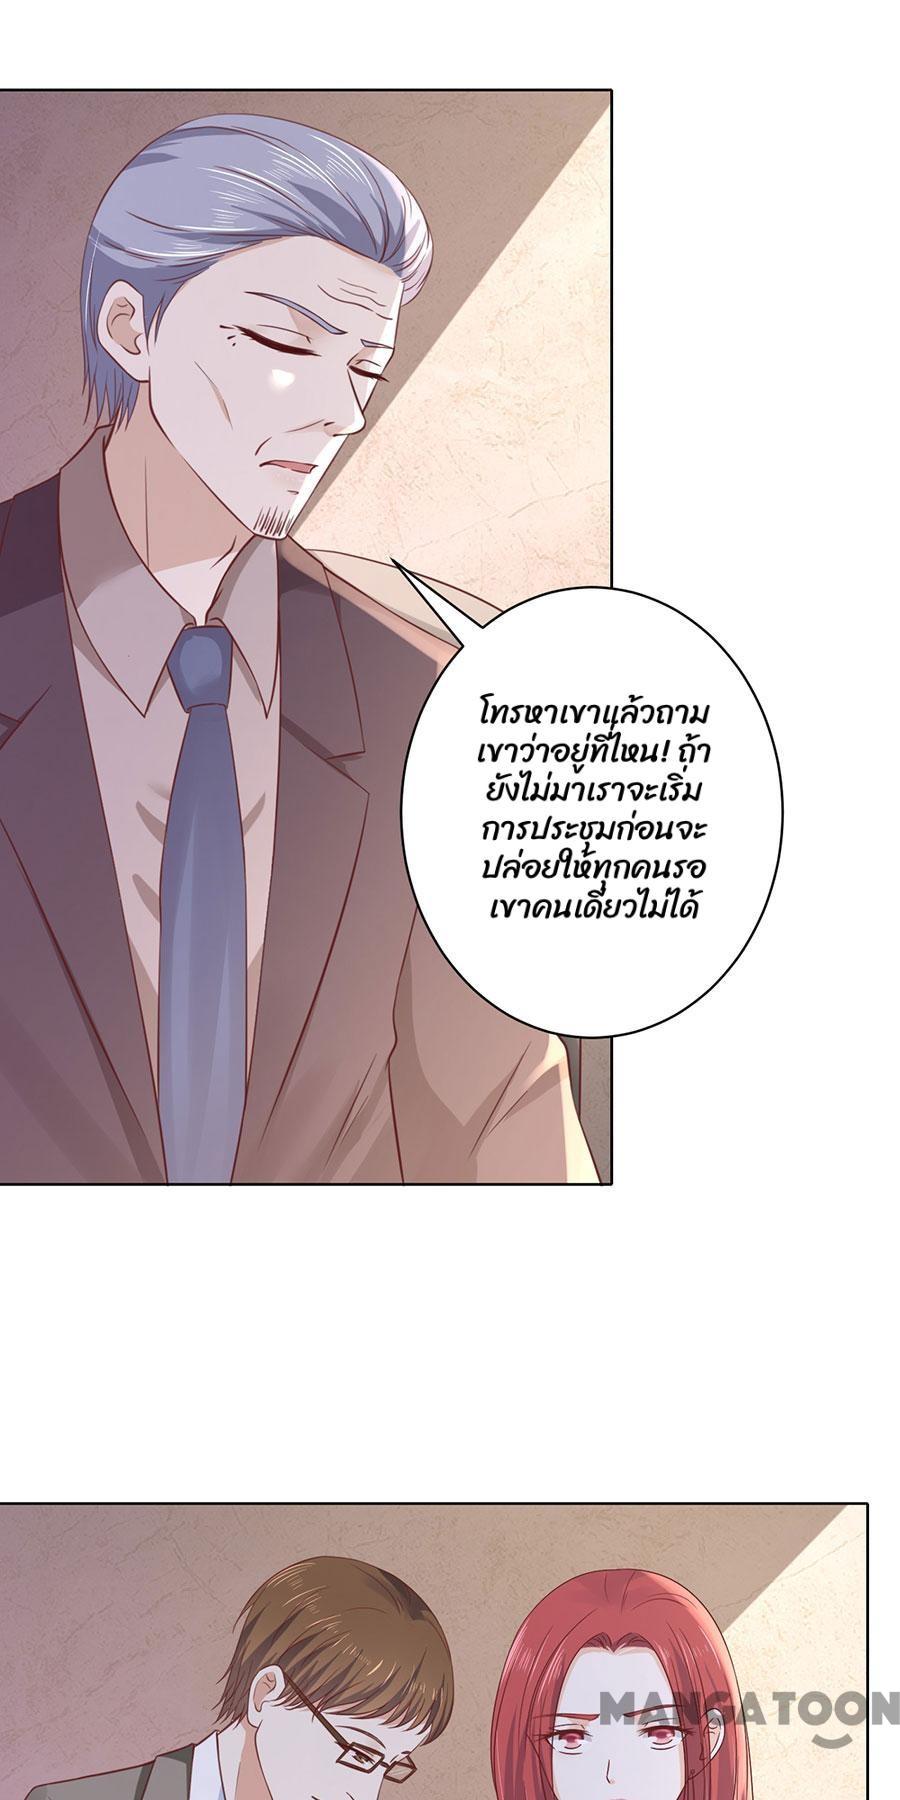 โทรหาเขาแล้วถาม
เขาว่าอยู่ที่ไหน! ถ้า
ยังไม่มาเราจะเริ่ม
การประชุมก่อนจะ
ปล่อยให้ทุกคนรอ
เขาคนเดียวไม่ได้
MANGATOON